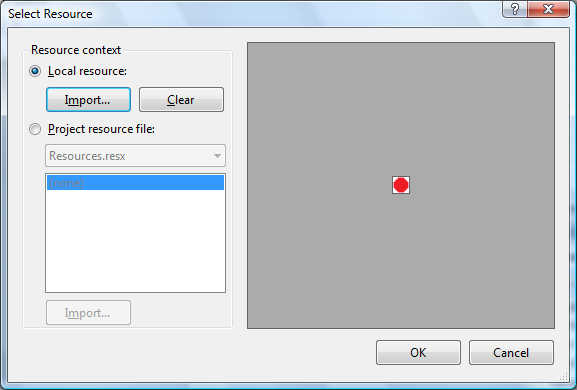 Select Resource
?
Resource context
Local resource:
Import...
Clear
Project resource file:
Resources.resx
(none)
Import...
OK
Cancel